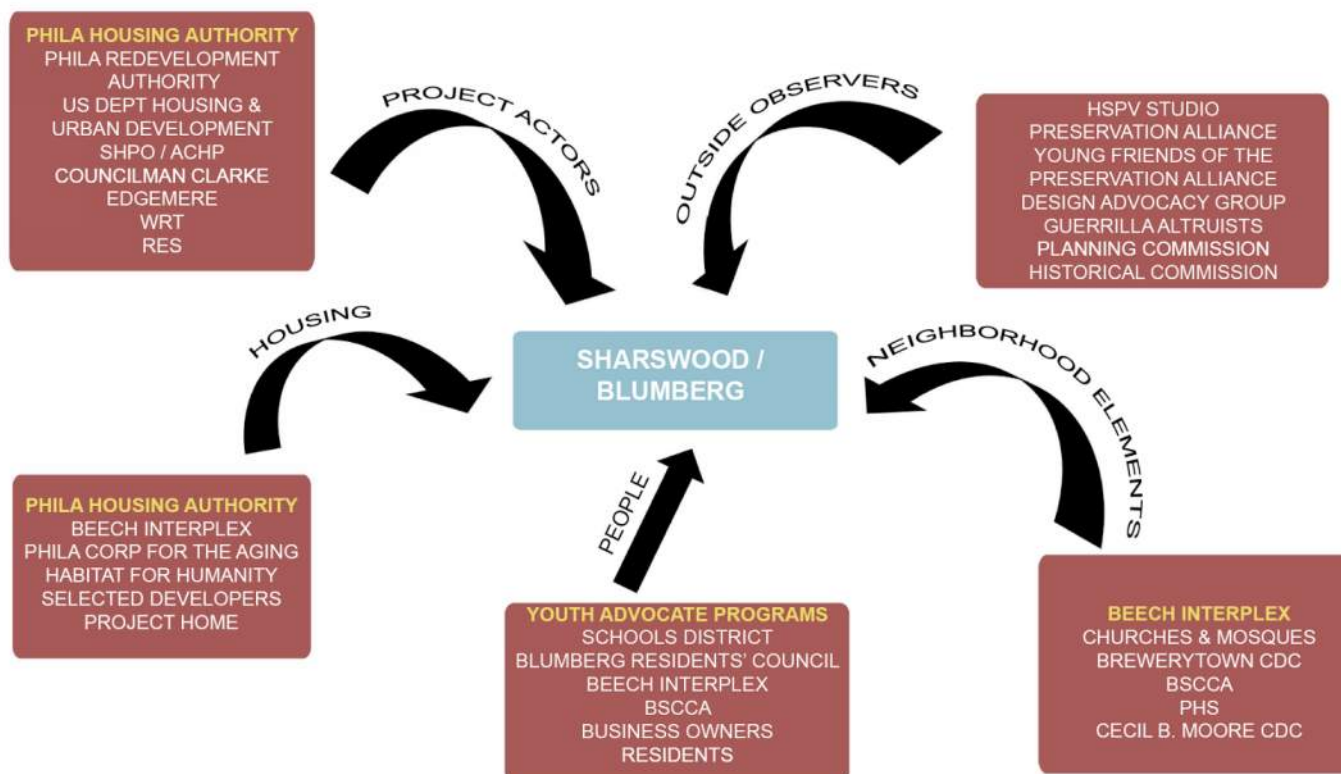 PHILA HOUSING AUTHORITY
PHILA REDEVELOPMENT
AUTHORITY
US DEPT HOUSING &
URBAN DEVELOPMENT
SHPO / ACHP
COUNCILMAN CLARKE
EDGEMERE
WRT
RES
PROJECT ACTORS
OUTSIDE OBSERVERS
HSPV STUDIO
PRESERVATION ALLIANCE
YOUNG FRIENDS OF THE
PRESERVATION ALLIANCE
DESIGN ADVOCACY GROUP
GUERRILLA ALTRUISTS
PLANNING COMMISSION
HISTORICAL COMMISSION
HOUSING
SHARSWOOD /
BLUMBERG
NEIGHBORHOOD ELEMENTS
PHILA HOUSING AUTHORITY
BEECH INTERPLEX
PHILA CORP FOR THE AGING
HABITAT FOR HUMANITY
SELECTED DEVELOPERS
PROJECT HOME
PEOPLE
YOUTH ADVOCATE PROGRAMS
SCHOOLS DISTRICT
BLUMBERG RESIDENTS' COUNCIL
BEECH INTERPLEX
BSCCA
BUSINESS OWNERS
RESIDENTS
BEECH INTERPLEX
CHURCHES & MOSQUES
BREWERYTOWN CDC
BSCCA
PHS
CECIL B. MOORE CDC